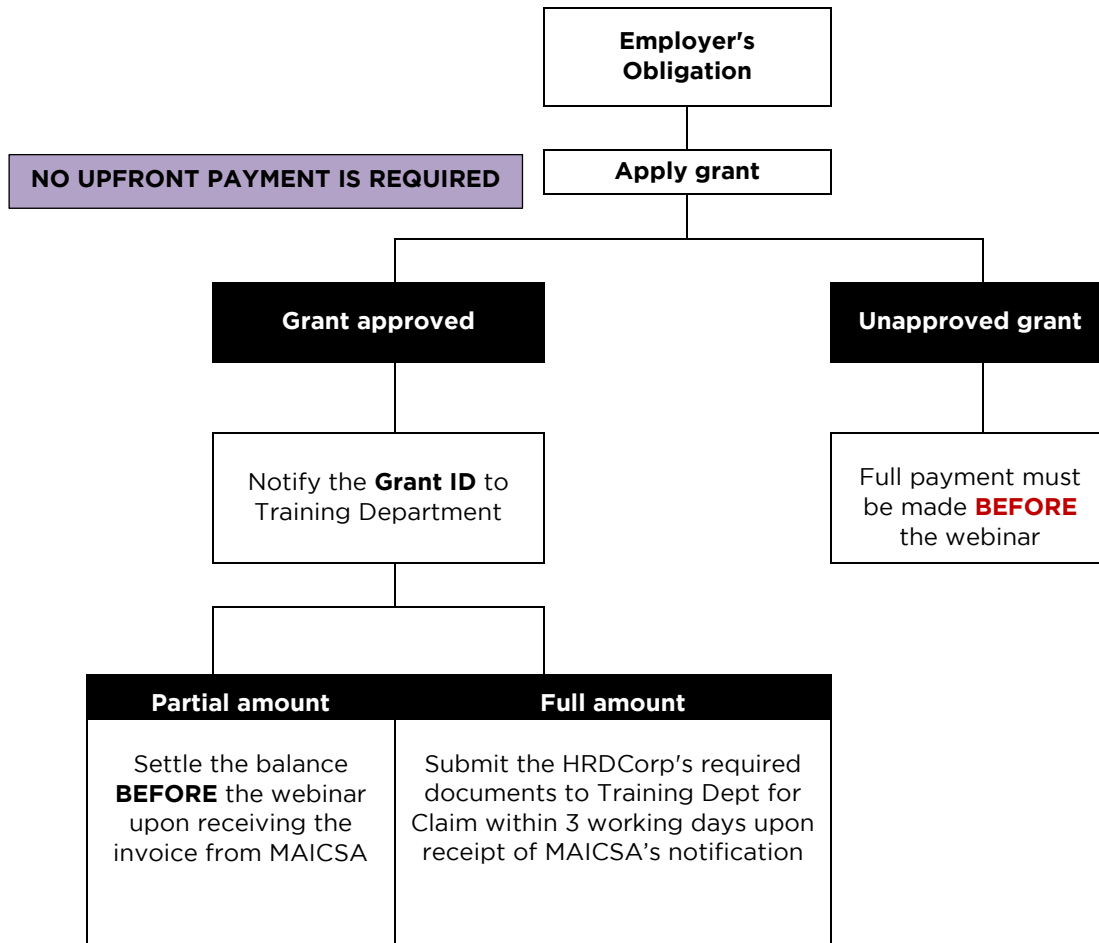 Employer's
Obligation
NO UPFRONT PAYMENT IS REQUIRED
Apply grant
Grant approved
Unapproved grant
Notify the Grant ID to
Training Department
Full payment must
be made BEFORE
the webinar
Partial amount
Full amount
Settle the balance
BEFORE the webinar
upon receiving the
invoice from MAICSA
Submit the HRDCorp's required
documents to Training Dept for
Claim within 3 working days upon
receipt of MAICSA’s notification